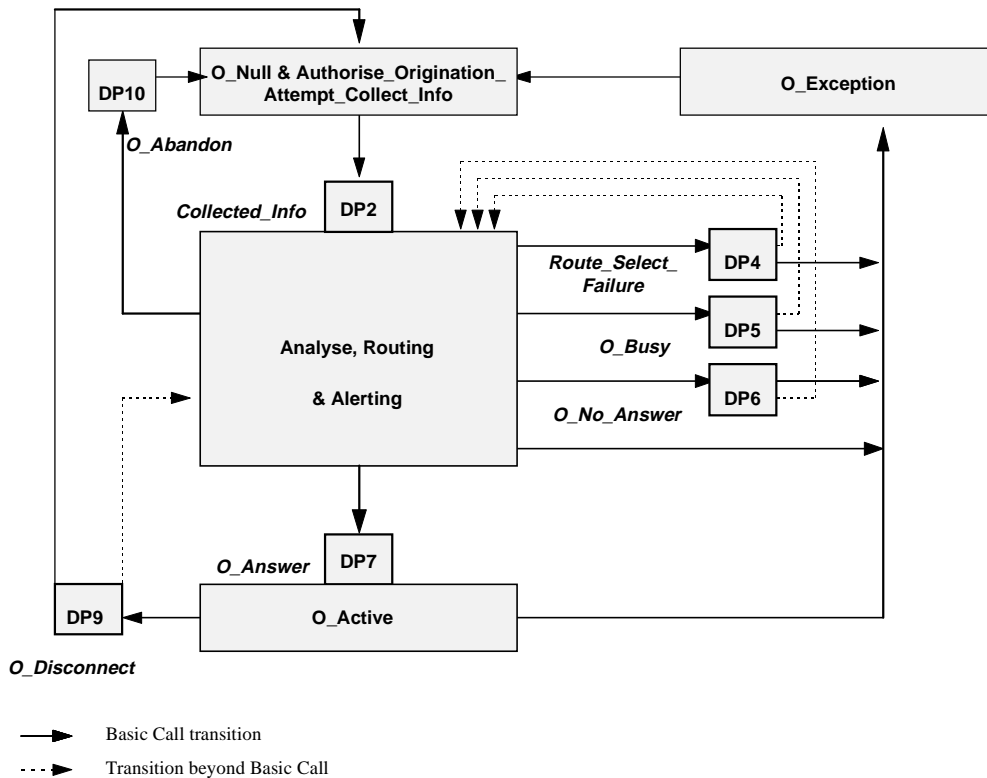 O_Null & Authorise_Origination_
Attempt_Collect_Info
O_Exception
DP10
O_Abandon
Collected_Info
DP2
Route_Select_
Failure
DP4
O_Busy
DP5
Analyse, Routing
& Alerting
O_No_Answer
DP6
O_Answer
DP7
DP9
O_Active
O_Disconnect
Basic Call transition
Transition beyond Basic Call